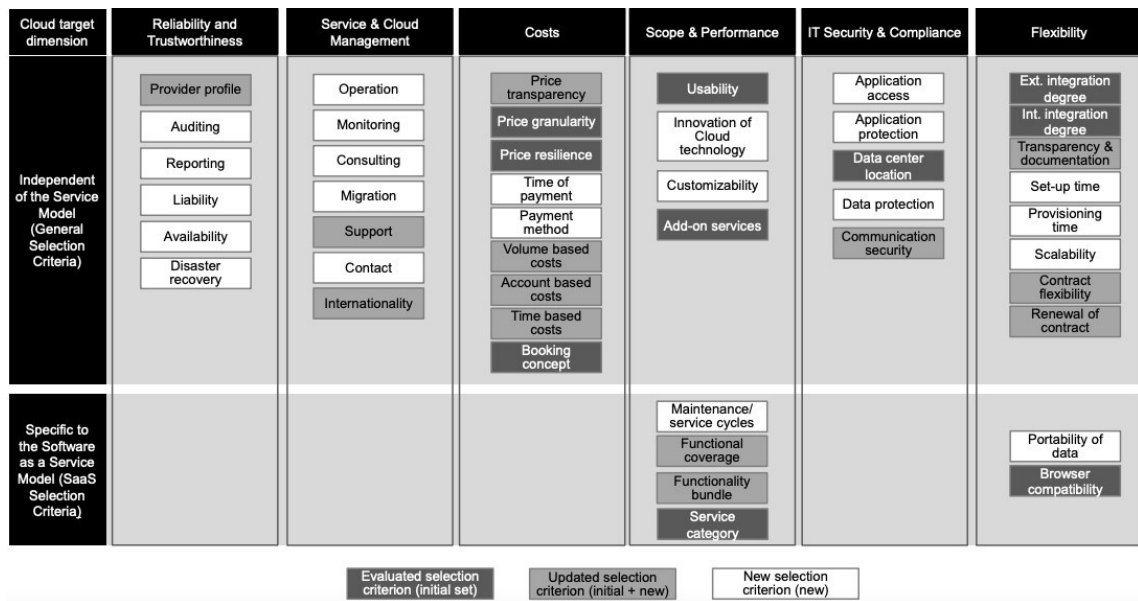 Cloud target
dimension
Reliability and
Trustworthiness
Service & Cloud
Management
Costs
Scope & Performance
IT Security & Compliance
Flexibility
Independent
of the Service
Model
(General
Selection
Criteria)
Provider profile
Auditing
Reporting
Liability
Availability
Disaster
recovery
Operation
Monitoring
Consulting
Migration
Support
Contact
Internationality
Price
transparency
Price granularity
Price resilience
Time of
payment
Payment
method
Volume based
costs
Account based
costs
Time based
costs
Booking
concept
Usability
Innovation of
Cloud
technology
Customizability
Add-on services
Application
access
Application
protection
Data center
location
Data protection
Communication
security
Ext. integration
degree
Int. integration
degree
Transparency &
documentation
Set-up time
Provisioning
time
Scalability
Contract
flexibility
Renewal of
contract
Specific to
the Software
as a Service
Model (SaaS
Selection
Criteria)
Maintenance/
service cycles
Functional
coverage
Functionality
bundle
Service
category
Portability of
data
Browser
compatibility
Evaluated selection
criterion (initial set)
Updated selection
criterion (initial + new)
New selection
criterion (new)